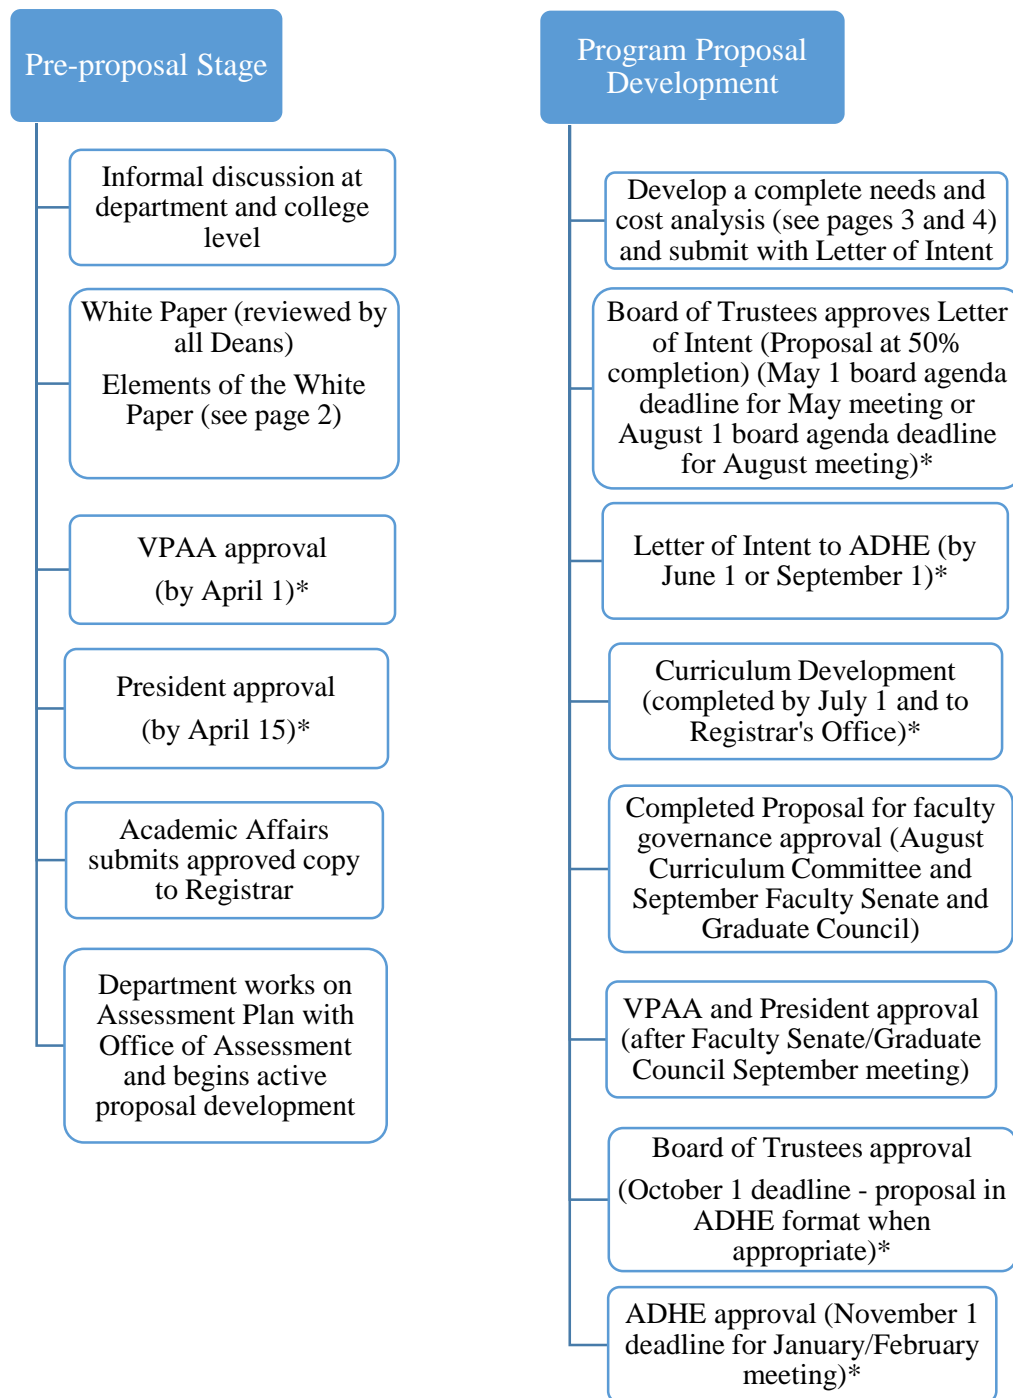 Pre-proposal Stage
Informal discussion at
department and college
level
White Paper (reviewed by
all Deans)
Elements of the White
Paper (see page 2)
VPAA approval
(by April 1)*
President approval
(by April 15)*
Academic Affairs
submits approved copy
to Registrar
Department works on
Assessment Plan with
Office of Assessment
and begins active
proposal development
Program Proposal
Development
Develop a complete needs and
cost analysis (see pages 3 and 4)
and submit with Letter of Intent
Board of Trustees approves Letter
of Intent (Proposal at 50%
completion) (May 1 board agenda
deadline for May meeting or
August 1 board agenda deadline
for August meeting)*
Letter of Intent to ADHE (by
June 1 or September 1)*
Curriculum Development
(completed by July 1 and to
Registrar's Office)*
Completed Proposal for faculty
governance approval (August
Curriculum Committee and
September Faculty Senate and
Graduate Council)
VPAA and President approval
(after Faculty Senate/Graduate
Council September meeting)
Board of Trustees approval
(October 1 deadline - proposal in
ADHE format when
appropriate)*
ADHE approval (November 1
deadline for January/February
meeting)*